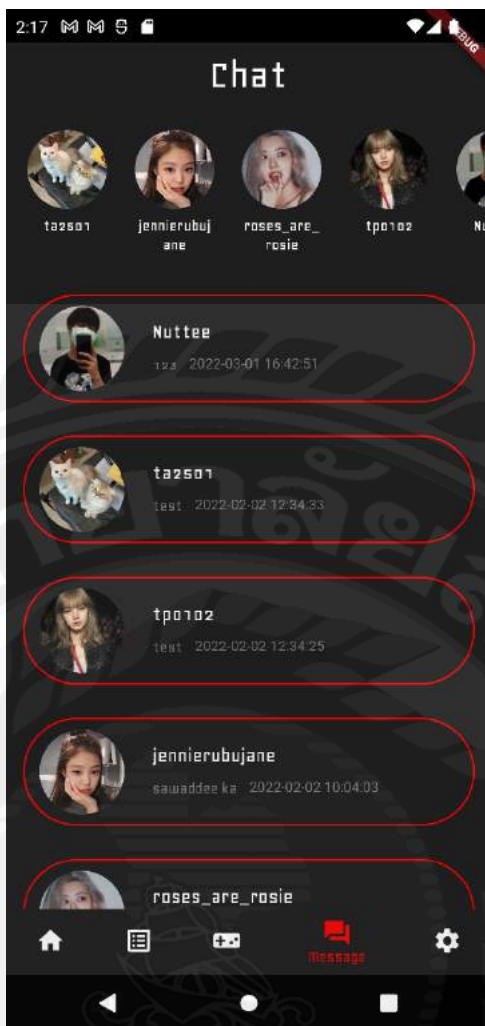 2:17
DEBUG
Chat
ta2501
jennierubuj
ane
roses_are_
rosie
tp0102
Nuttee
123 2022-03-01 16:42:51
ta2501
test 2022-02-02 12:34:33
tp0102
test 2022-02-02 12:34:25
jennierubujane
sawaddee ka 2022-02-02 10:04:03
roses_are_rosie
Message